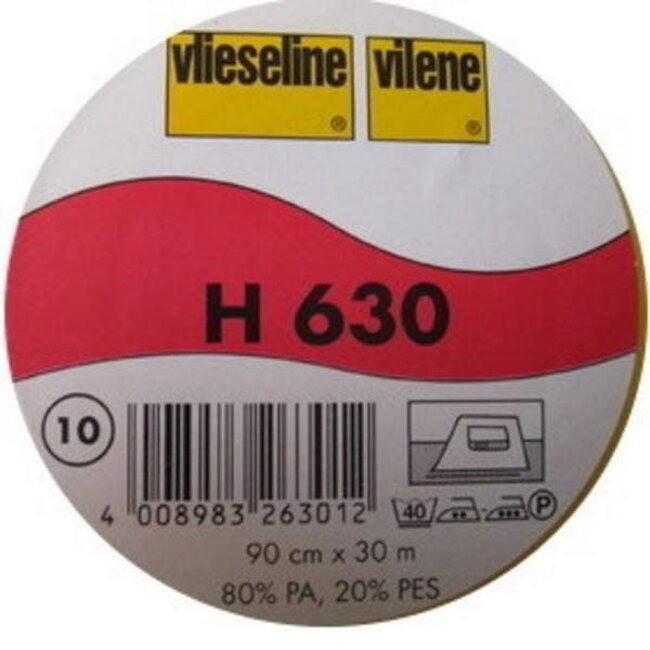 vlieseline ® vilene ®
H 630
10
4 008983 263012
40 P
90 cm x 30 m
80% PA, 20% PES